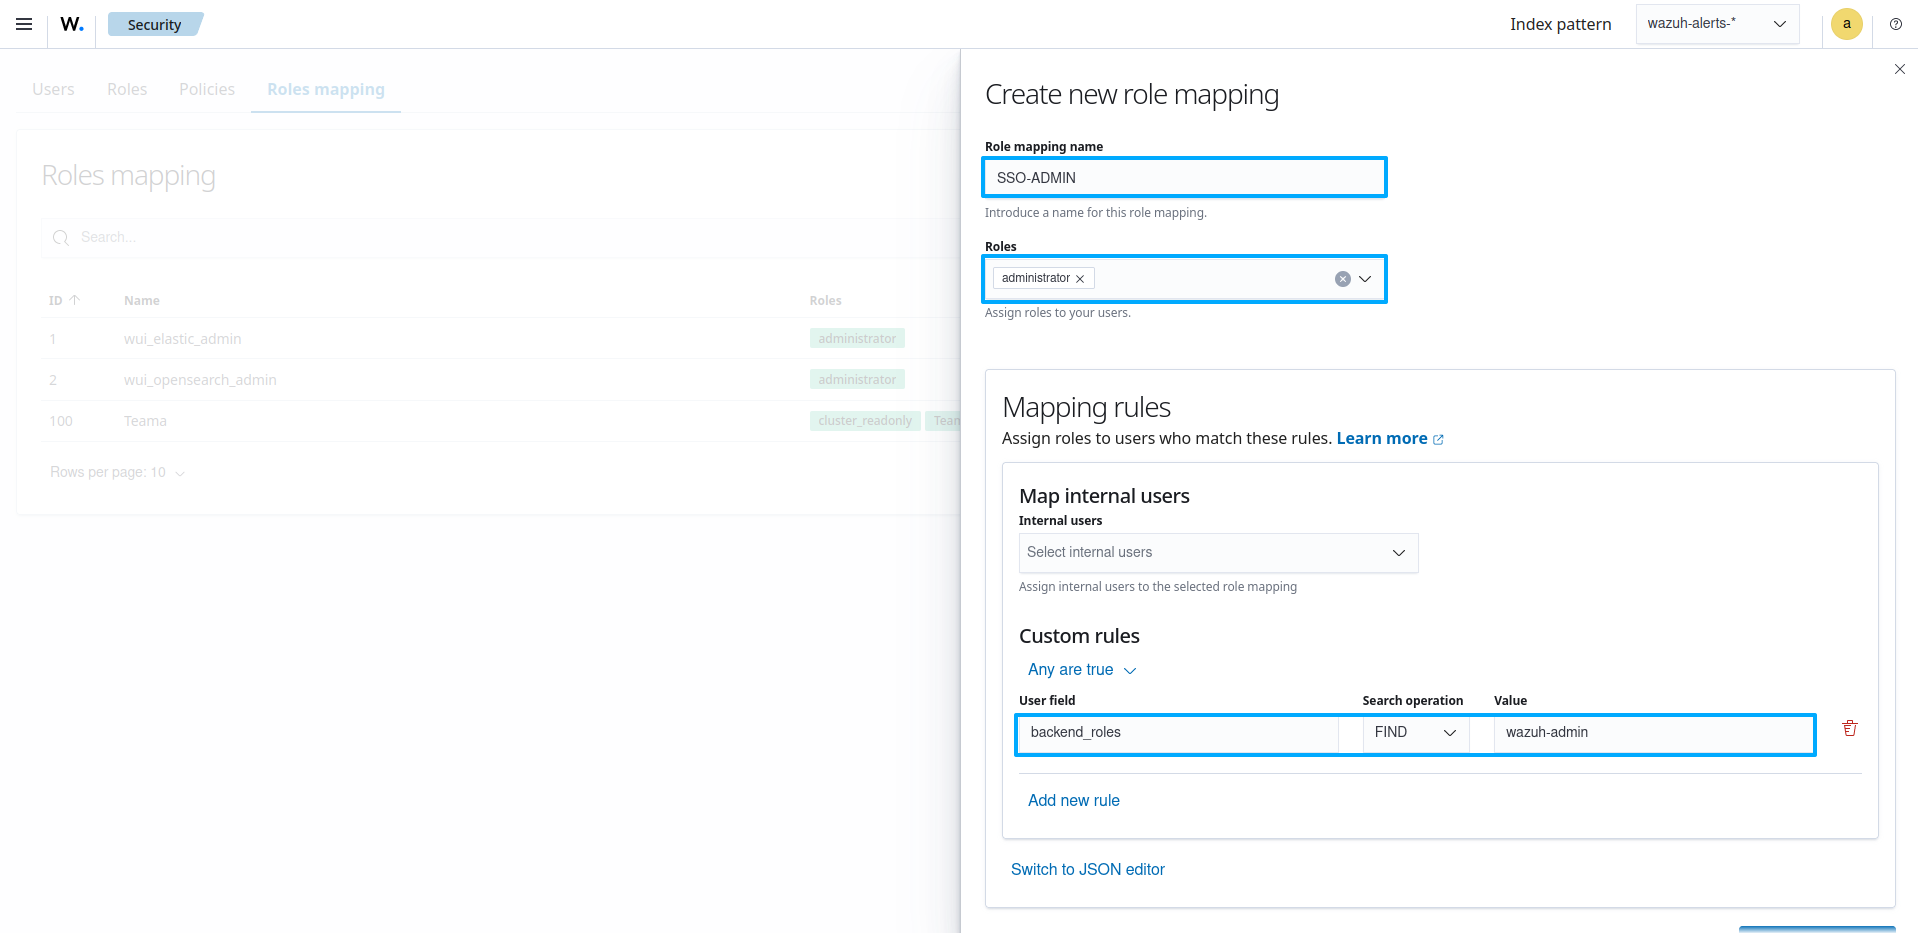 W. Security Index pattern wazuh-alerts-* a
Users Roles Policies Roles mapping
Roles mapping
Search...
ID Name Roles
1 wui_elastic_admin administrator
2 wui_opensearch_admin administrator
100 Teama cluster_readonly
Rows per page: 10
Create new role mapping
Role mapping name
SSO-ADMIN
Introduce a name for this role mapping.
Roles
administrator
Assign roles to your users.
Mapping rules
Assign roles to users who match these rules. Learn more
Map internal users
Internal users
Select internal users
Assign internal users to the selected role mapping
Custom rules
Any are true
User field Search operation Value
backend_roles FIND wazuh-admin
Add new rule
Switch to JSON editor